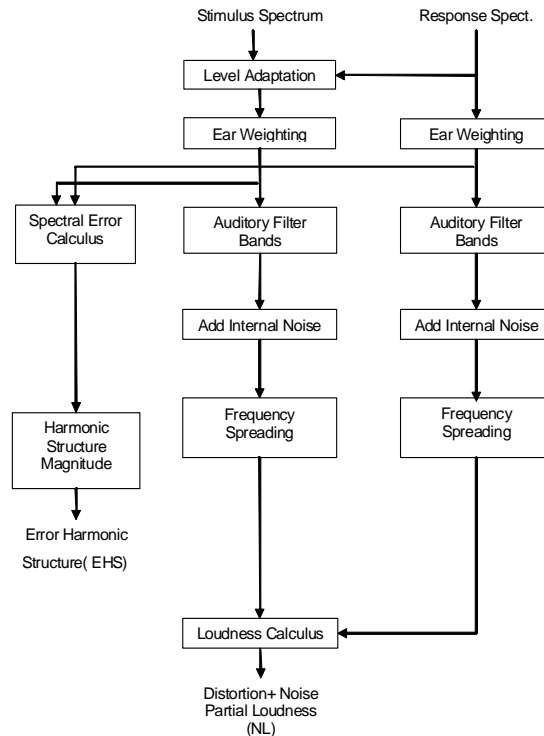 Stimulus Spectrum
Response Spect.
Level Adaptation
Ear Weighting
Ear Weighting
Spectral Error
Calculus
Auditory Filter
Bands
Auditory Filter
Bands
Add Internal Noise
Add Internal Noise
Harmonic
Structure
Magnitude
Frequency
Spreading
Frequency
Spreading
Error Harmonic
Structure( EHS)
Loudness Calculus
Distortion+ Noise
Partial Loudness
(NL)